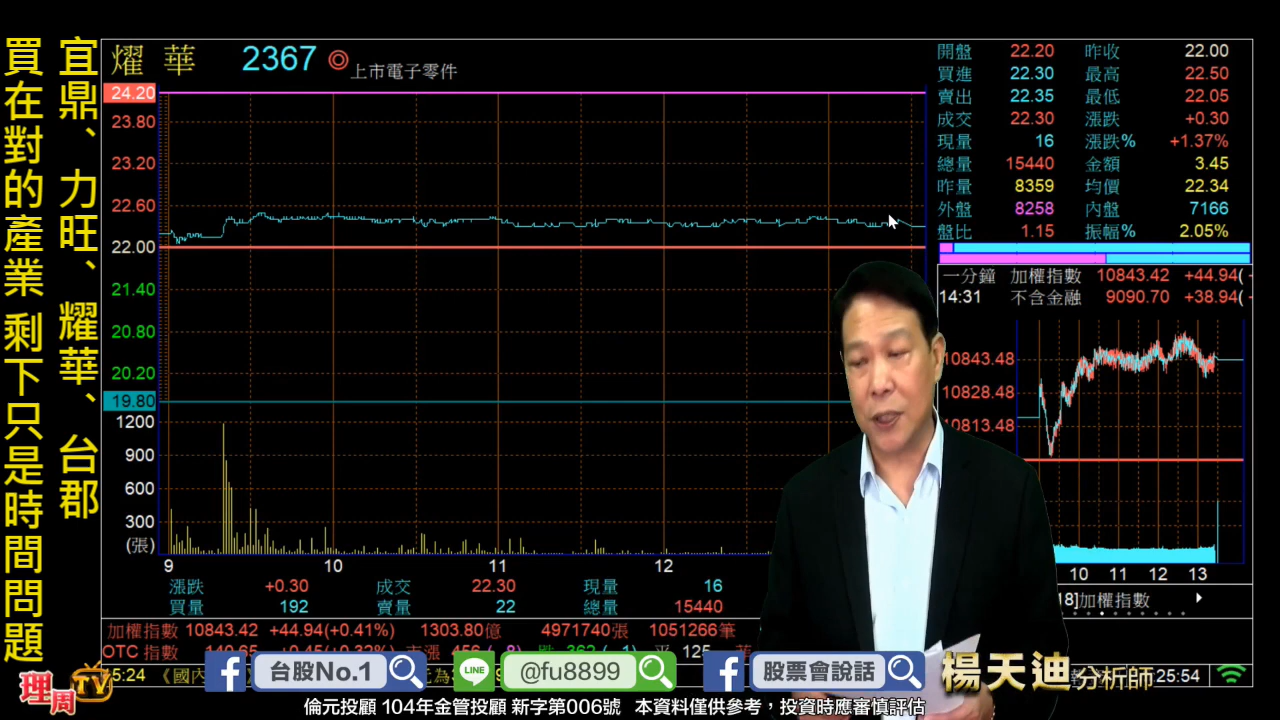 宜鼎、力旺、耀華、台郡
買在對的產業 剩下只是時間問題
耀華 2367 ◎上市電子零件
24.20
23.80
23.20
22.60
22.00
21.40
20.80
20.20
19.80
1200
900
600
300
(張)
9 10 11 12
漲跌 +0.30 成交 22.30 現量 16
買量 192 賣量 22 總量 15440
加權指數 10843.42 +44.94(+0.41%) 1303.80億 4971740張 1051266筆
OTC 指數
開盤 22.20 昨收 22.00
買進 22.30 最高 22.50
賣出 22.35 最低 22.05
成交 22.30 漲跌 +0.30
現量 16 漲跌% +1.37%
總量 15440 金額 3.45
昨量 8359 均價 22.34
外盤 8258 內盤 7166
盤比 1.15 振幅% 2.05%
一分鐘 加權指數 10843.42 +44.94(
14:31 不含金融 9090.70 +38.94(
10843.48
10828.48
10813.48
10 11 12 13
18]加權指數
5:24
台股No.1
LINE @fu8899
股票會說話
楊天迪 分析師
25:54
理周TV
倫元投顧 104年金管投顧 新字第006號 本資料僅供參考，投資時應審慎評估